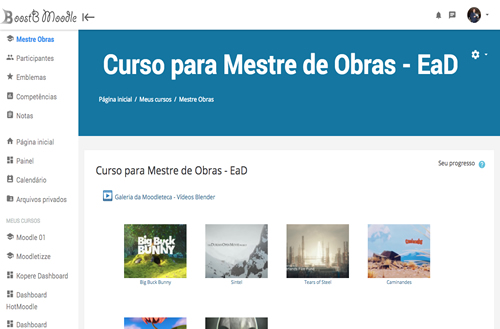 Boost3 Moodle
Mestre Obras
Participantes
Emblemas
Competências
Notas
Página inicial
Painel
Calendário
Arquivos privados
MEUS CURSOS
Moodle 01
Moodletizze
Kopere Dashboard
Dashboard
HotMoodle
Dashboard
Curso para Mestre de Obras - EaD
Página inicial / Meus cursos / Mestre Obras
Curso para Mestre de Obras - EaD
Seu progresso
Galeria da Moodleteca - Vídeos Blender
Big Buck
BUNNY
Big Buck Bunny
Sintel
Tears of Steel
Caminandes